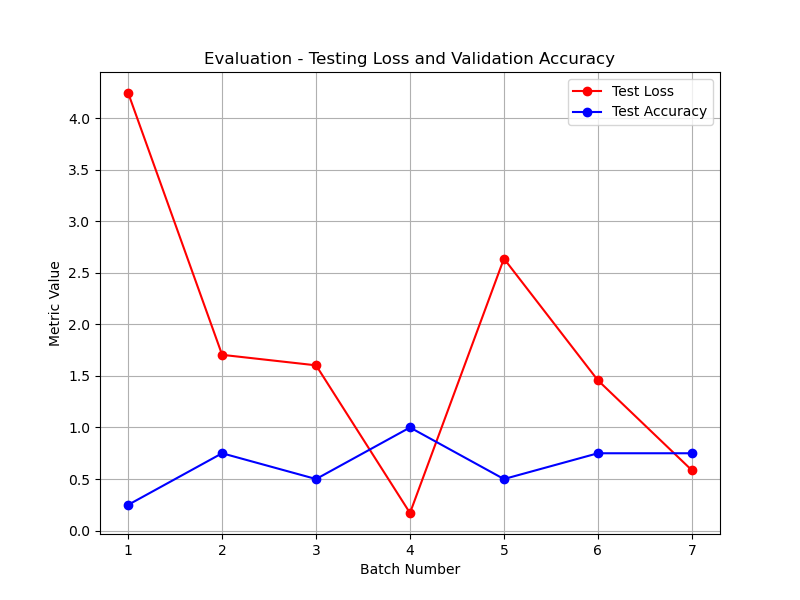 Evaluation - Testing Loss and Validation Accuracy
Test Loss
Test Accuracy
Metric Value
4.0
3.5
3.0
2.5
2.0
1.5
1.0
0.5
0.0
1 2 3 4 5 6 7
Batch Number